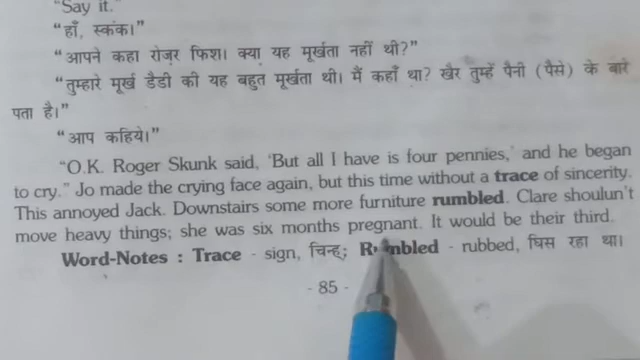 "Say it."
"हाँ, स्कंक।"
"आपने कहा रोज़र फिश। क्या यह मूर्खता नहीं थी?"
"तुम्हारे मूर्ख डैडी की यह बहुत मूर्खता थी। मैं कहाँ था? खैर तुम्हें पैनी (पैसे) के बारे
पता है।"
"आप कहिये।"
"O.K. Roger Skunk said, 'But all I have is four pennies,' and he began
to cry." Jo made the crying face again, but this time without a trace of sincerity.
This annoyed Jack. Downstairs some more furniture rumbled. Clare shoulun't
move heavy things; she was six months pregnant. It would be their third.
Word-Notes : Trace - sign, चिन्ह; Rumbled - rubbed, घिस रहा था।
- 85 -